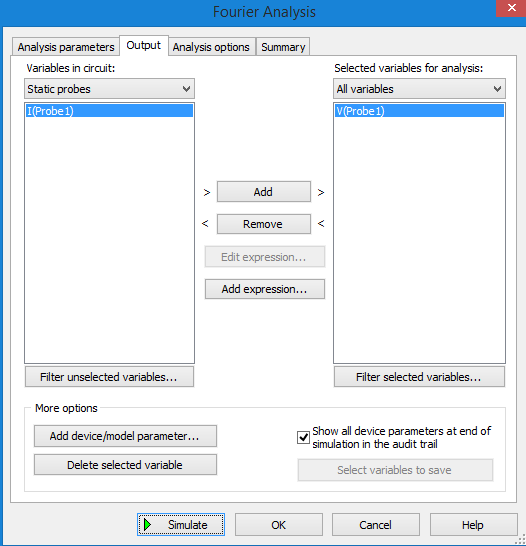 Fourier Analysis
Analysis parameters Output Analysis options Summary
Variables in circuit: Selected variables for analysis:
Static probes All variables
I(Probe1) V(Probe1)
> Add >
< Remove <
Edit expression...
Add expression...
Filter unselected variables... Filter selected variables...
More options
Add device/model parameter... Show all device parameters at end of
simulation in the audit trail
Delete selected variable Select variables to save
Simulate OK Cancel Help